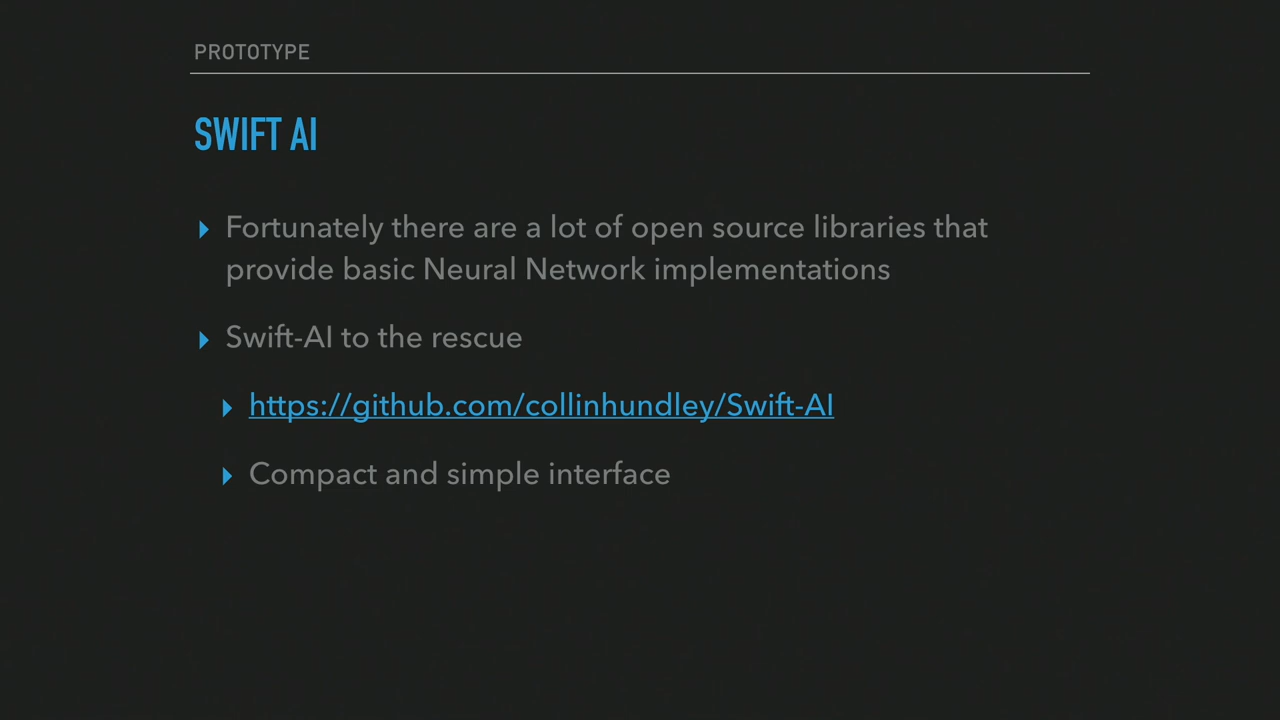 PROTOTYPE
SWIFT AI
Fortunately there are a lot of open source libraries that
provide basic Neural Network implementations
Swift-AI to the rescue
https://github.com/collinhundley/Swift-AI
Compact and simple interface